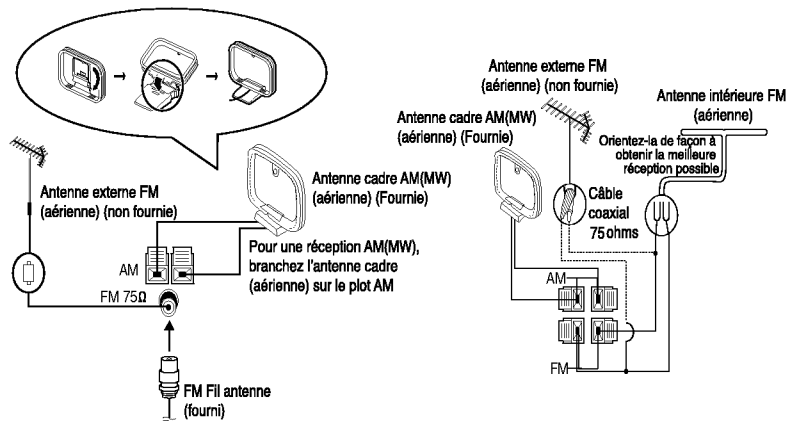 Antenne externe FM
(aérienne) (non fournie)
Antenne cadre AM(MW)
(aérienne) (Fournie)
Pour une réception AM(MW),
branchez l'antenne cadre
(aérienne) sur le plot AM
AM
FM 75Ω
FM Fil antenne
(fourni)
Antenne externe FM
(aérienne) (non fournie)
Antenne cadre AM(MW)
(aérienne) (Fournie)
Antenne intérieure FM
(aérienne)
Orientez-la de façon à
obtenir la meilleure
réception possible
Câble
coaxial
75 ohms
AM
FM